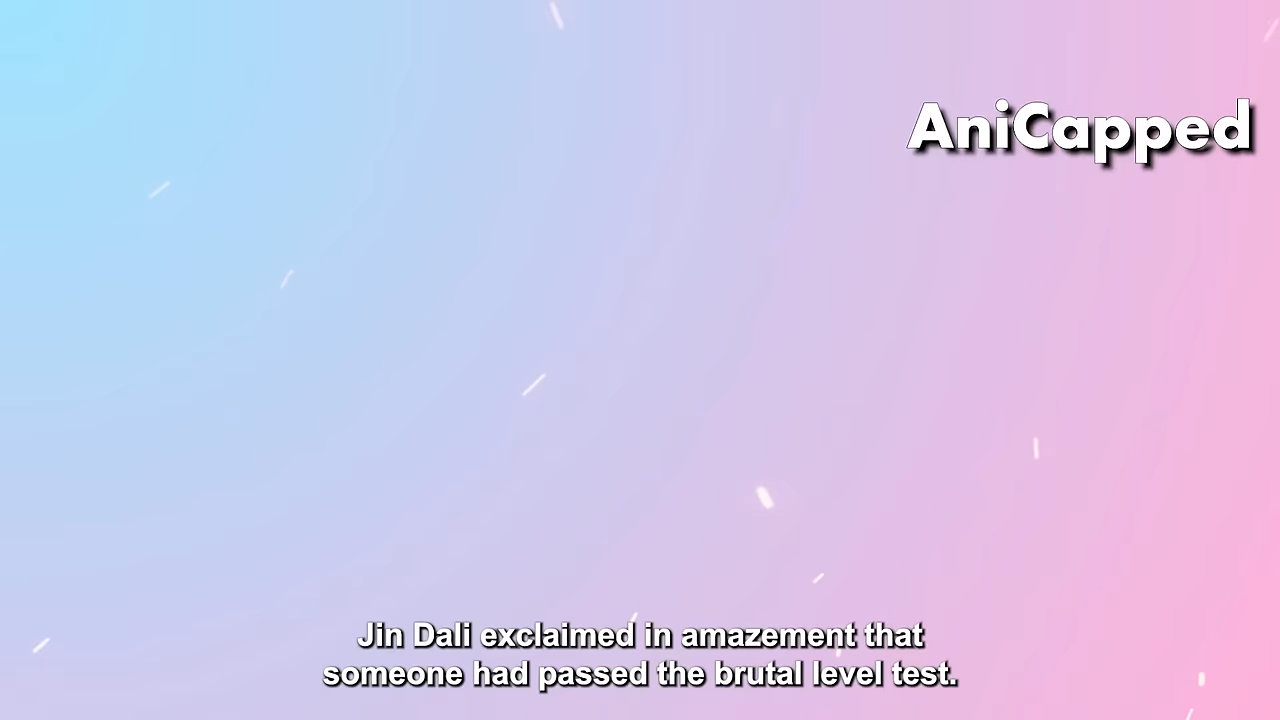 AniCapped
Jin Dali exclaimed in amazement that
someone had passed the brutal level test.